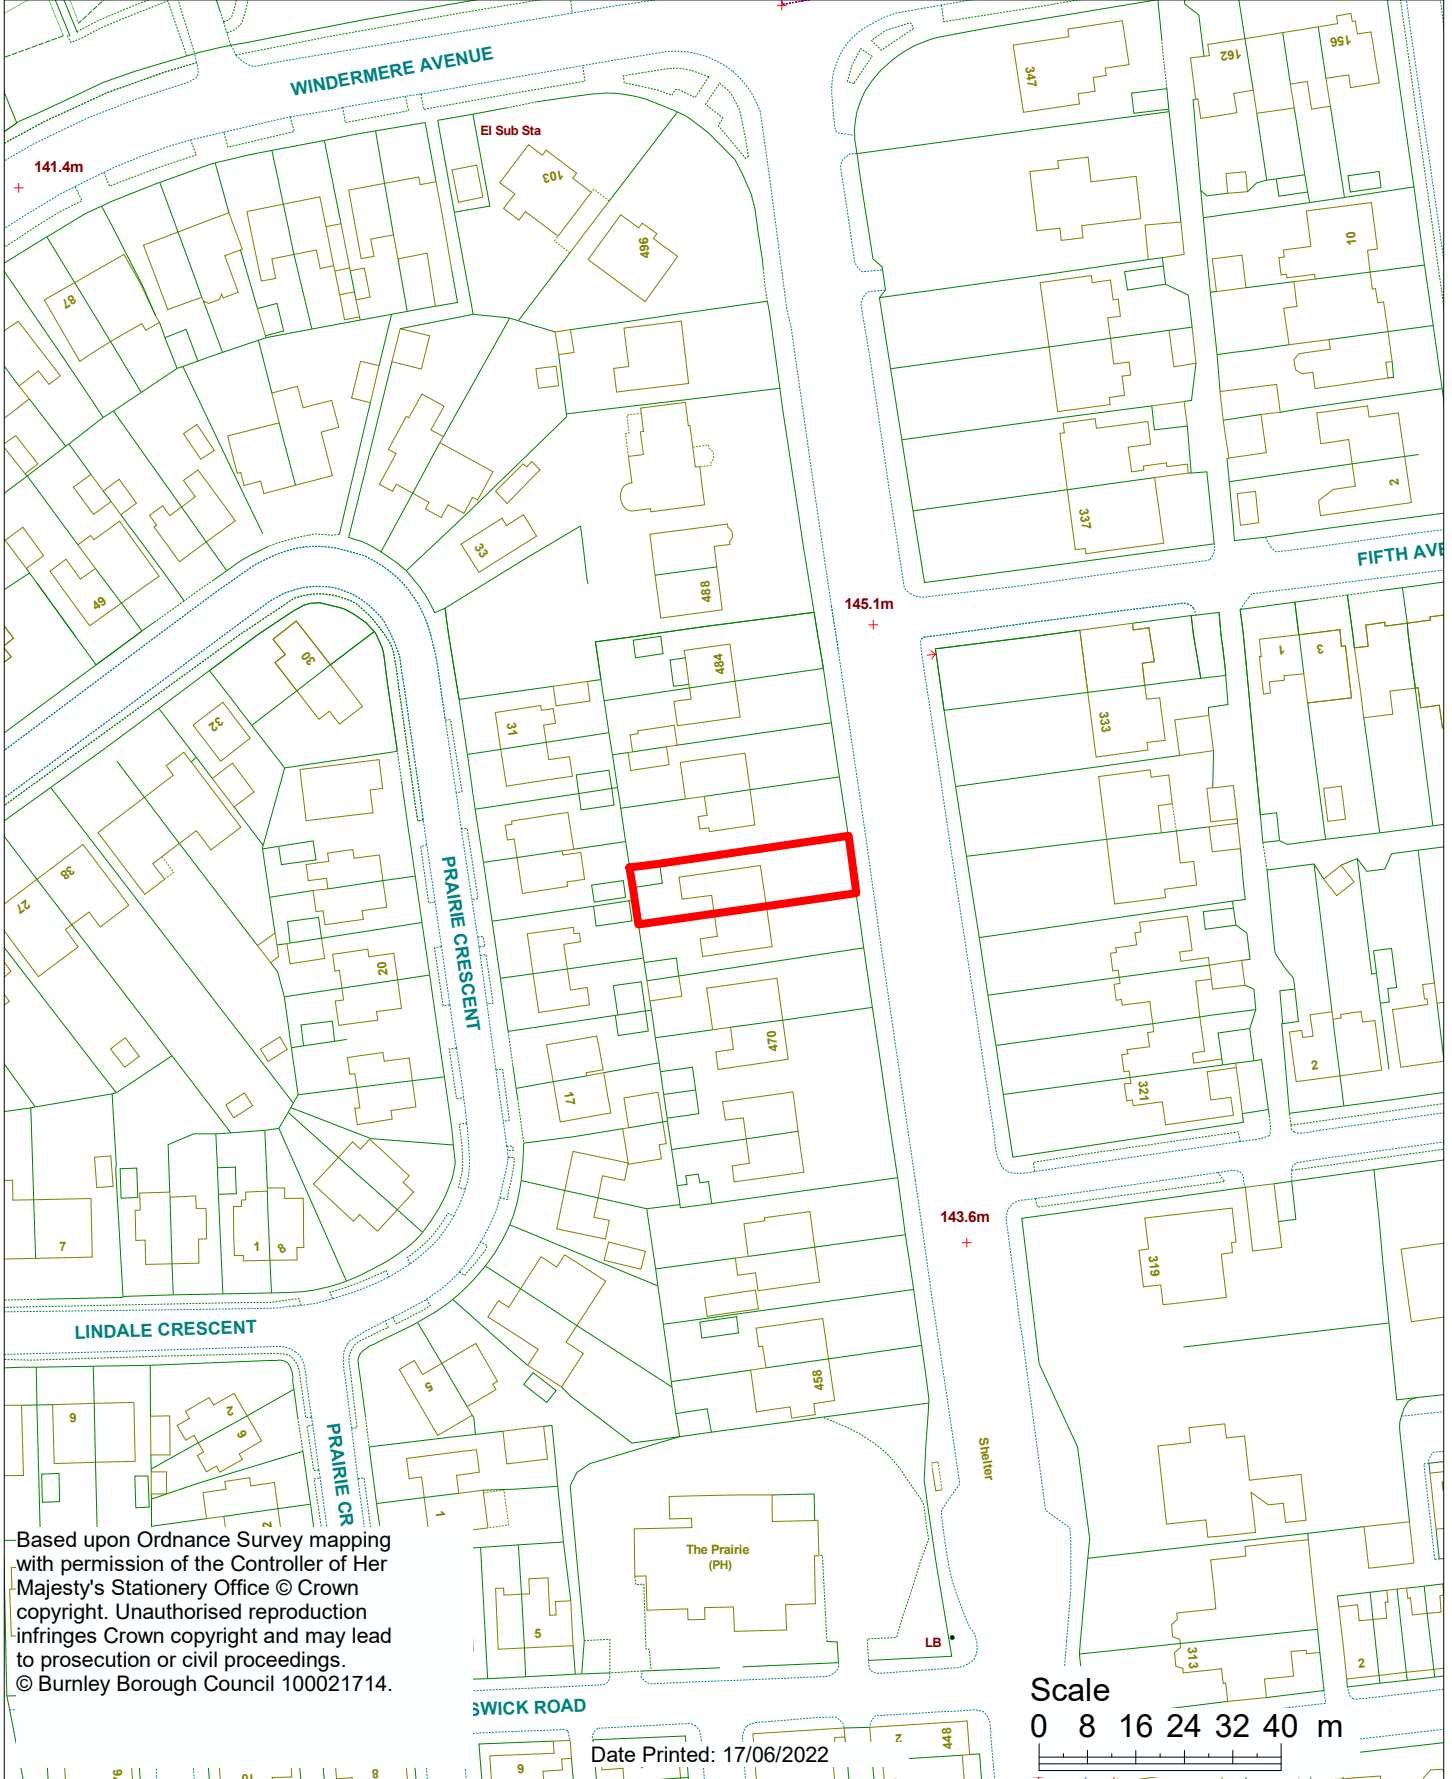 WINDERMERE AVENUE
El Sub Sta
141.4m
103
496
347
162
156
10
87
33
49
488
337
2
FIFTH AVE
145.1m
30
32
31
484
333
1
3
38
27
PRAIRIE CRESCENT
20
470
17
321
2
7
1
8
143.6m
319
LINDALE CRESCENT
458
5
9
2
6
PRAIRIE CR
1
Shelter
The Prairie
(PH)
5
LB
313
2
Based upon Ordnance Survey mapping
with permission of the Controller of Her
Majesty's Stationery Office © Crown
copyright. Unauthorised reproduction
infringes Crown copyright and may lead
to prosecution or civil proceedings.
© Burnley Borough Council 100021714.
SWICK ROAD
448
Date Printed: 17/06/2022
Scale
0 8 16 24 32 40 m